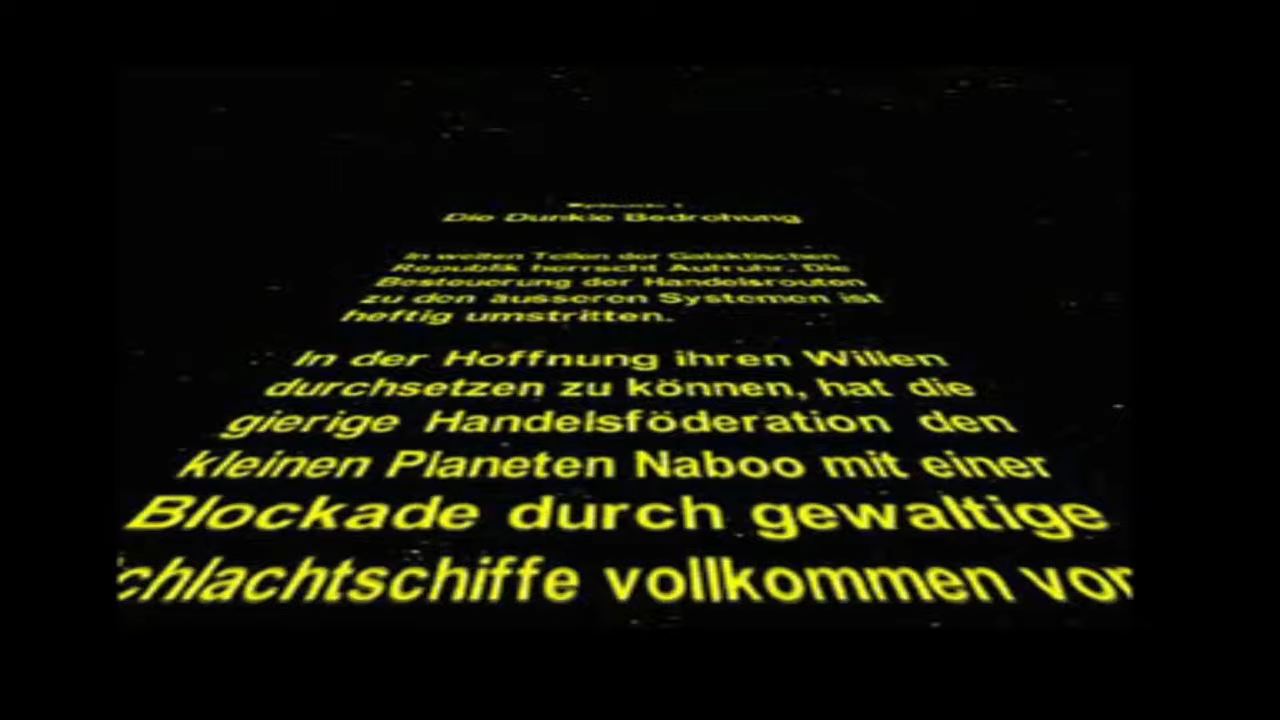 Episode I
Die Dunkle Bedrohung
In weiten Teilen der Galaktischen
Republik herrscht Aufruhr. Die
Besteuerung der Handelsrouten
zu den äusseren Systemen ist
heftig umstritten.
In der Hoffnung ihren Willen
durchsetzen zu können, hat die
gierige Handelsföderation den
kleinen Planeten Naboo mit einer
Blockade durch gewaltige
chlachtschiffe vollkommen von